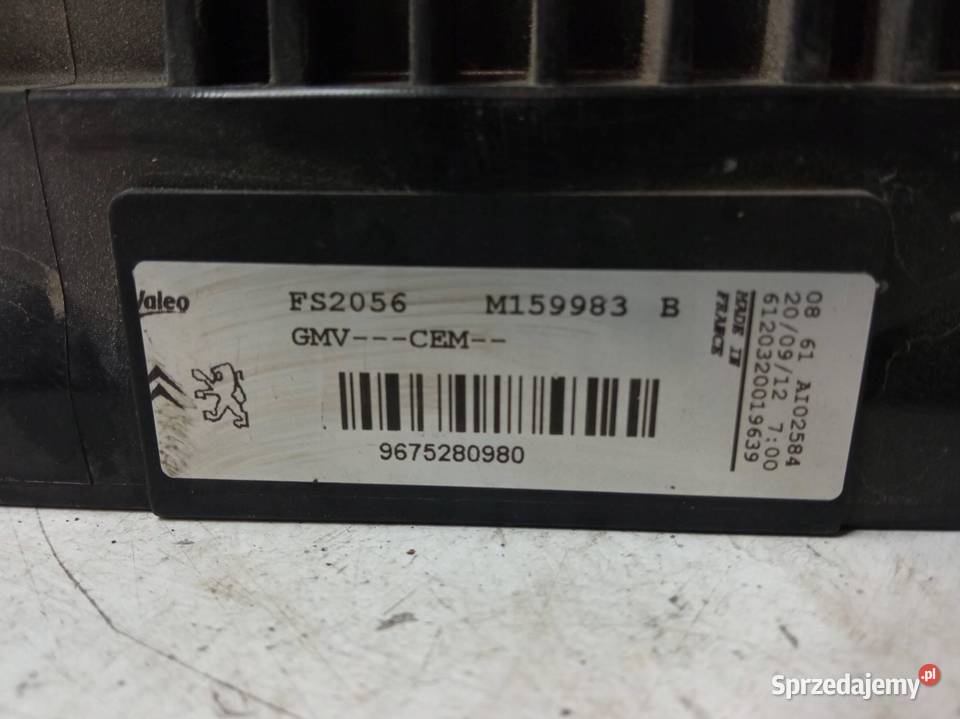 Valeo
FS2056 M159983 B
GMV---CEM--
9675280980
MADE IN
FRANCE
08 61 AI02584
20/09/12 7:00
6120320019639
Sprzedajemy.pl